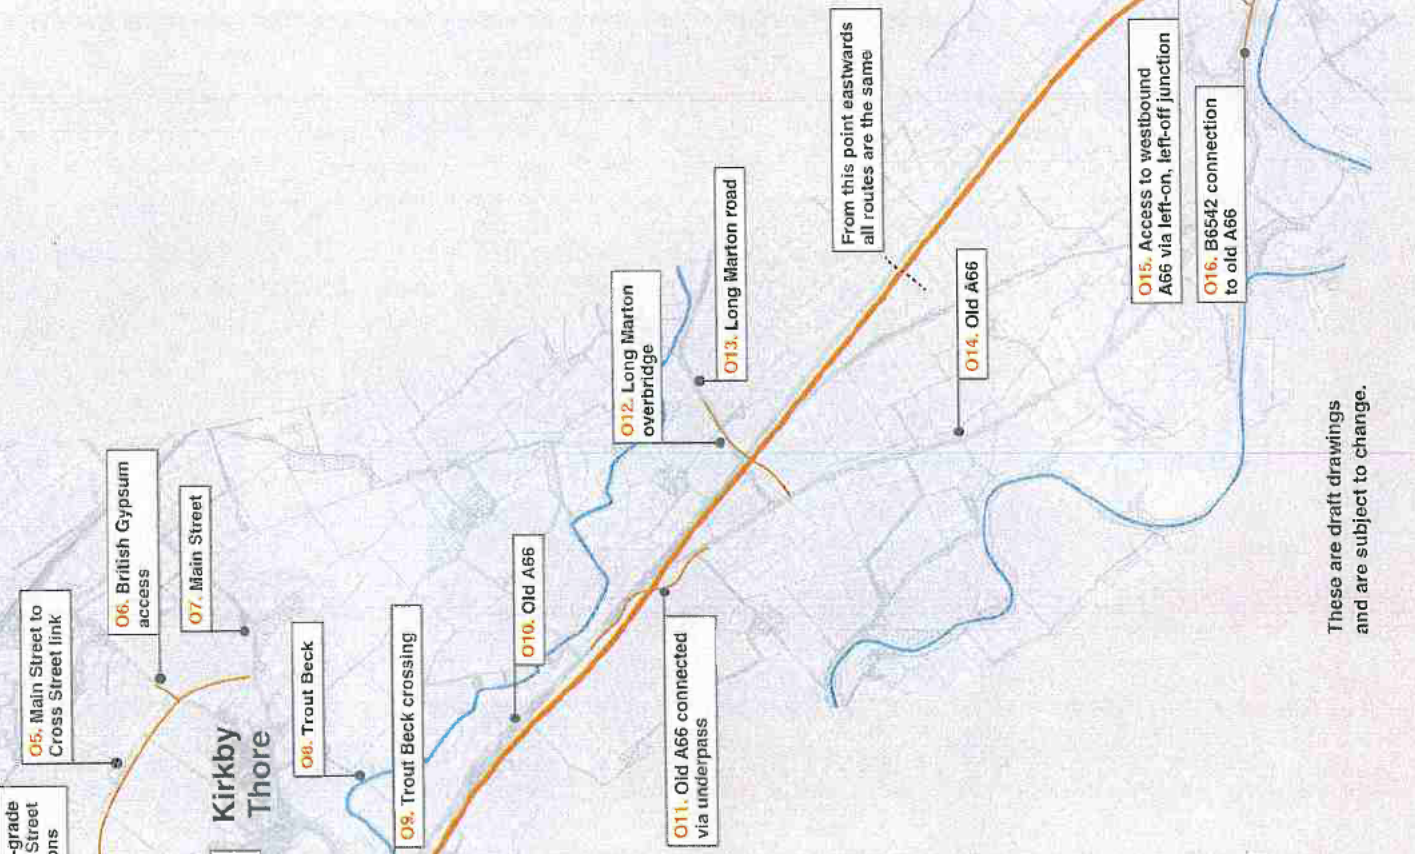 -grade
Street
ons
O5. Main Street to
Cross Street link
O6. British Gypsum
access
O7. Main Street
Kirkby
Thore
O8. Trout Beck
O9. Trout Beck crossing
O10. Old A66
O11. Old A66 connected
via underpass
O12. Long Marton
overbridge
O13. Long Marton road
From this point eastwards
all routes are the same
O14. Old A66
O15. Access to westbound
A66 via left-on, left-off junction
O16. B6542 connection
to old A66
These are draft drawings
and are subject to change.